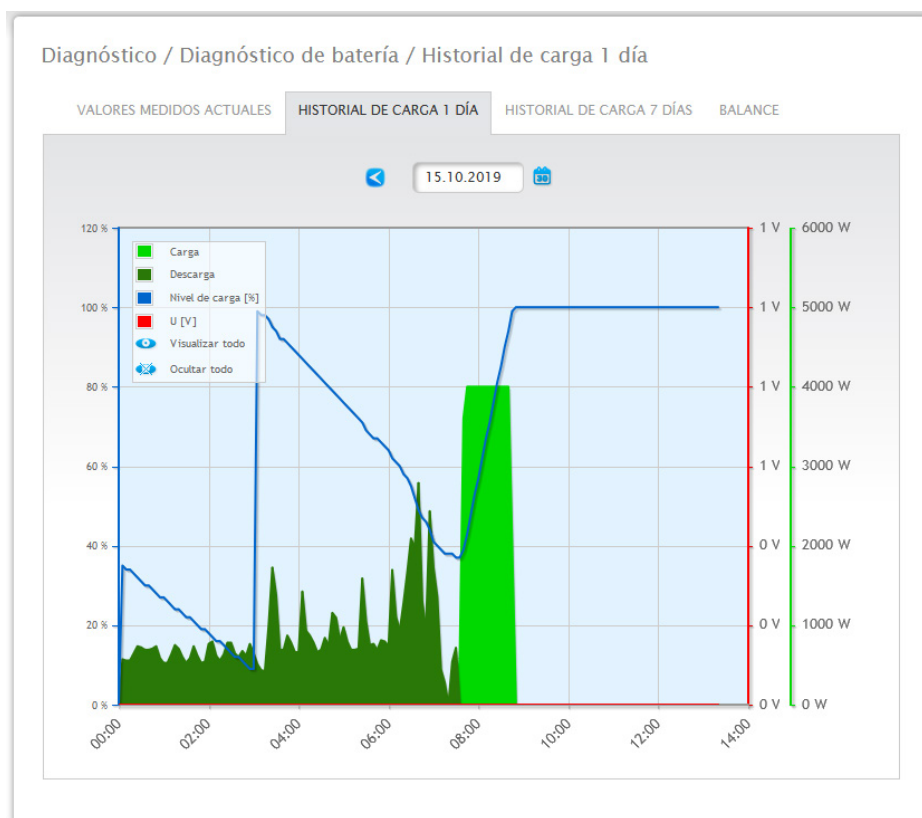 Diagnóstico / Diagnóstico de batería / Historial de carga 1 día
VALORES MEDIDOS ACTUALES HISTORIAL DE CARGA 1 DÍA HISTORIAL DE CARGA 7 DÍAS BALANCE
15.10.2019 30
120 % 1 V 6000 W
Carga
Descarga
Nivel de carga [%]
100 % 1 V 5000 W
U [V]
Visualizar todo
Ocultar todo
80 % 1 V 4000 W
60 % 1 V 3000 W
40 % 0 V 2000 W
20 % 0 V 1000 W
0 % 0 V 0 W
00:00 02:00 04:00 06:00 08:00 10:00 12:00 14:00